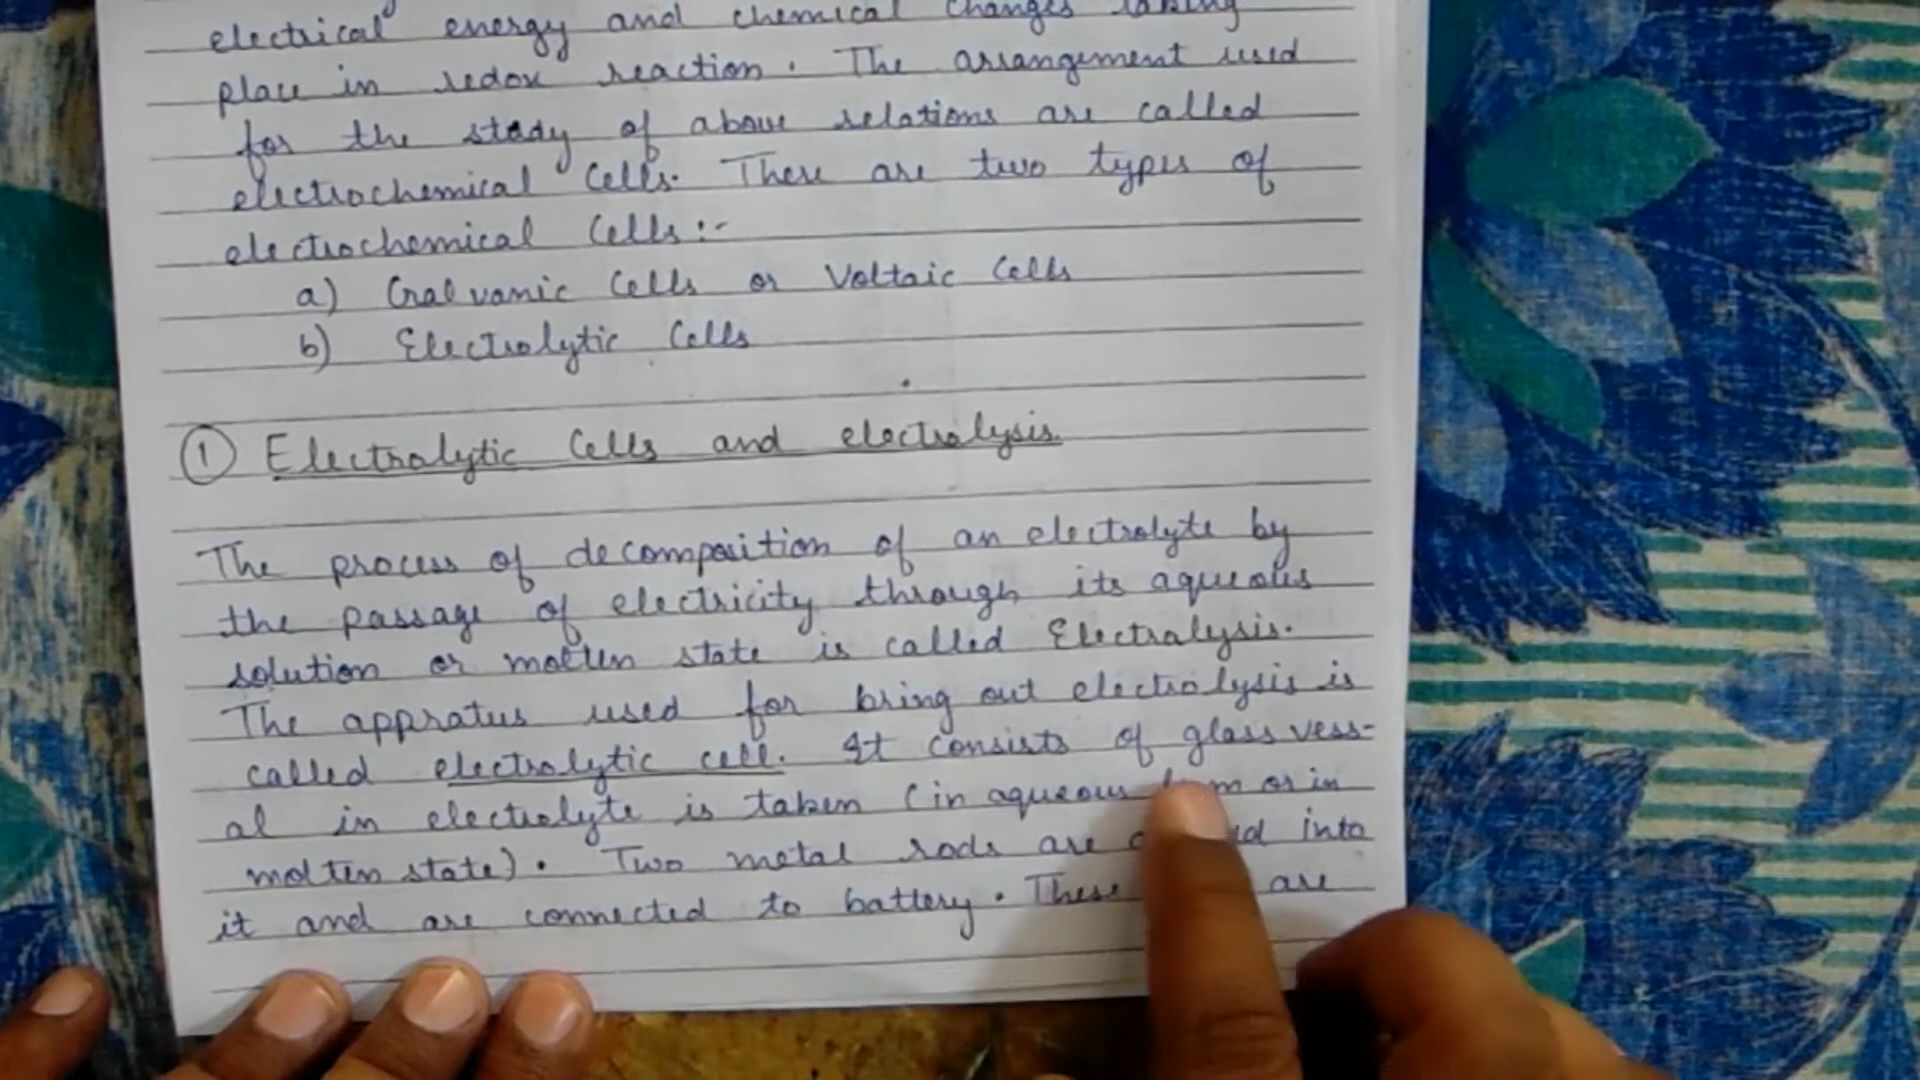 electrical energy and chemical changes taking
place in redox reaction. The arrangement used
for the study of above relations are called
electrochemical Cells. There are two types of
electrochemical Cells:-
a) Galvanic Cells or Voltaic Cells
b) Electrolytic Cells
① Electrolytic Cells and electrolysis.
The process of decomposition of an electrolyte by
the passage of electricity through its aqueous
solution or molten state is called Electralysis.
The appratus used for bring out electrolysis is
called electrolytic cell. It consists of glass vess-
al in electrolyte is taken (in aqueous or in
molten state). Two metal rods are into
it and are connected to battery. These are